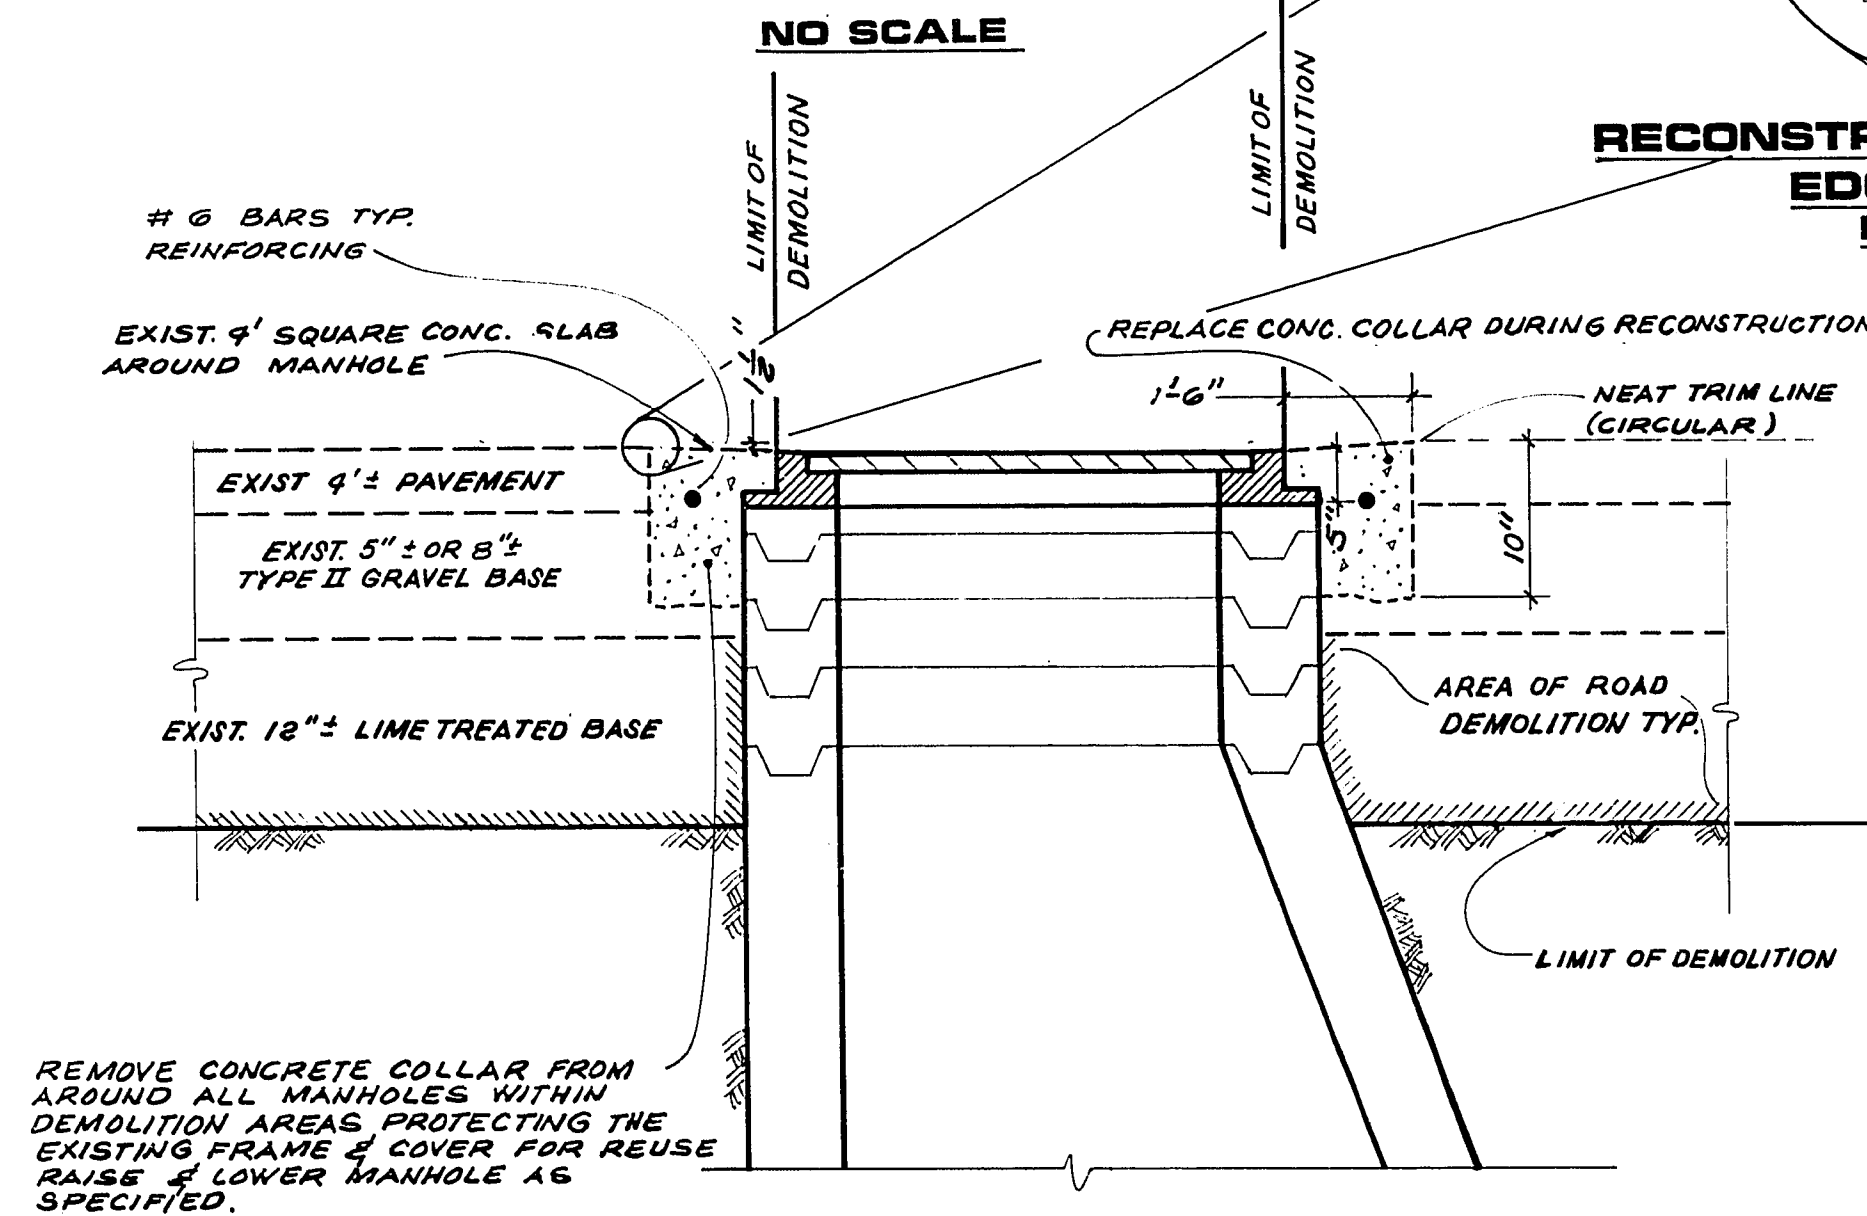 NO SCALE
LIMIT OF
DEMOLITION
LIMIT OF
DEMOLITION
# 6 BARS TYP.
REINFORCING
EXIST. 4' SQUARE CONC. SLAB
AROUND MANHOLE
1 1/2"
REPLACE CONC. COLLAR DURING RECONSTRUCTION
1'-6"
NEAT TRIM LINE
(CIRCULAR)
EXIST 4'± PAVEMENT
EXIST. 5"± OR 8"±
TYPE II GRAVEL BASE
5"
10"
EXIST. 12"± LIME TREATED BASE
AREA OF ROAD
DEMOLITION TYP.
LIMIT OF DEMOLITION
REMOVE CONCRETE COLLAR FROM
AROUND ALL MANHOLES WITHIN
DEMOLITION AREAS PROTECTING THE
EXISTING FRAME & COVER FOR REUSE
RAISE & LOWER MANHOLE AS
SPECIFIED.